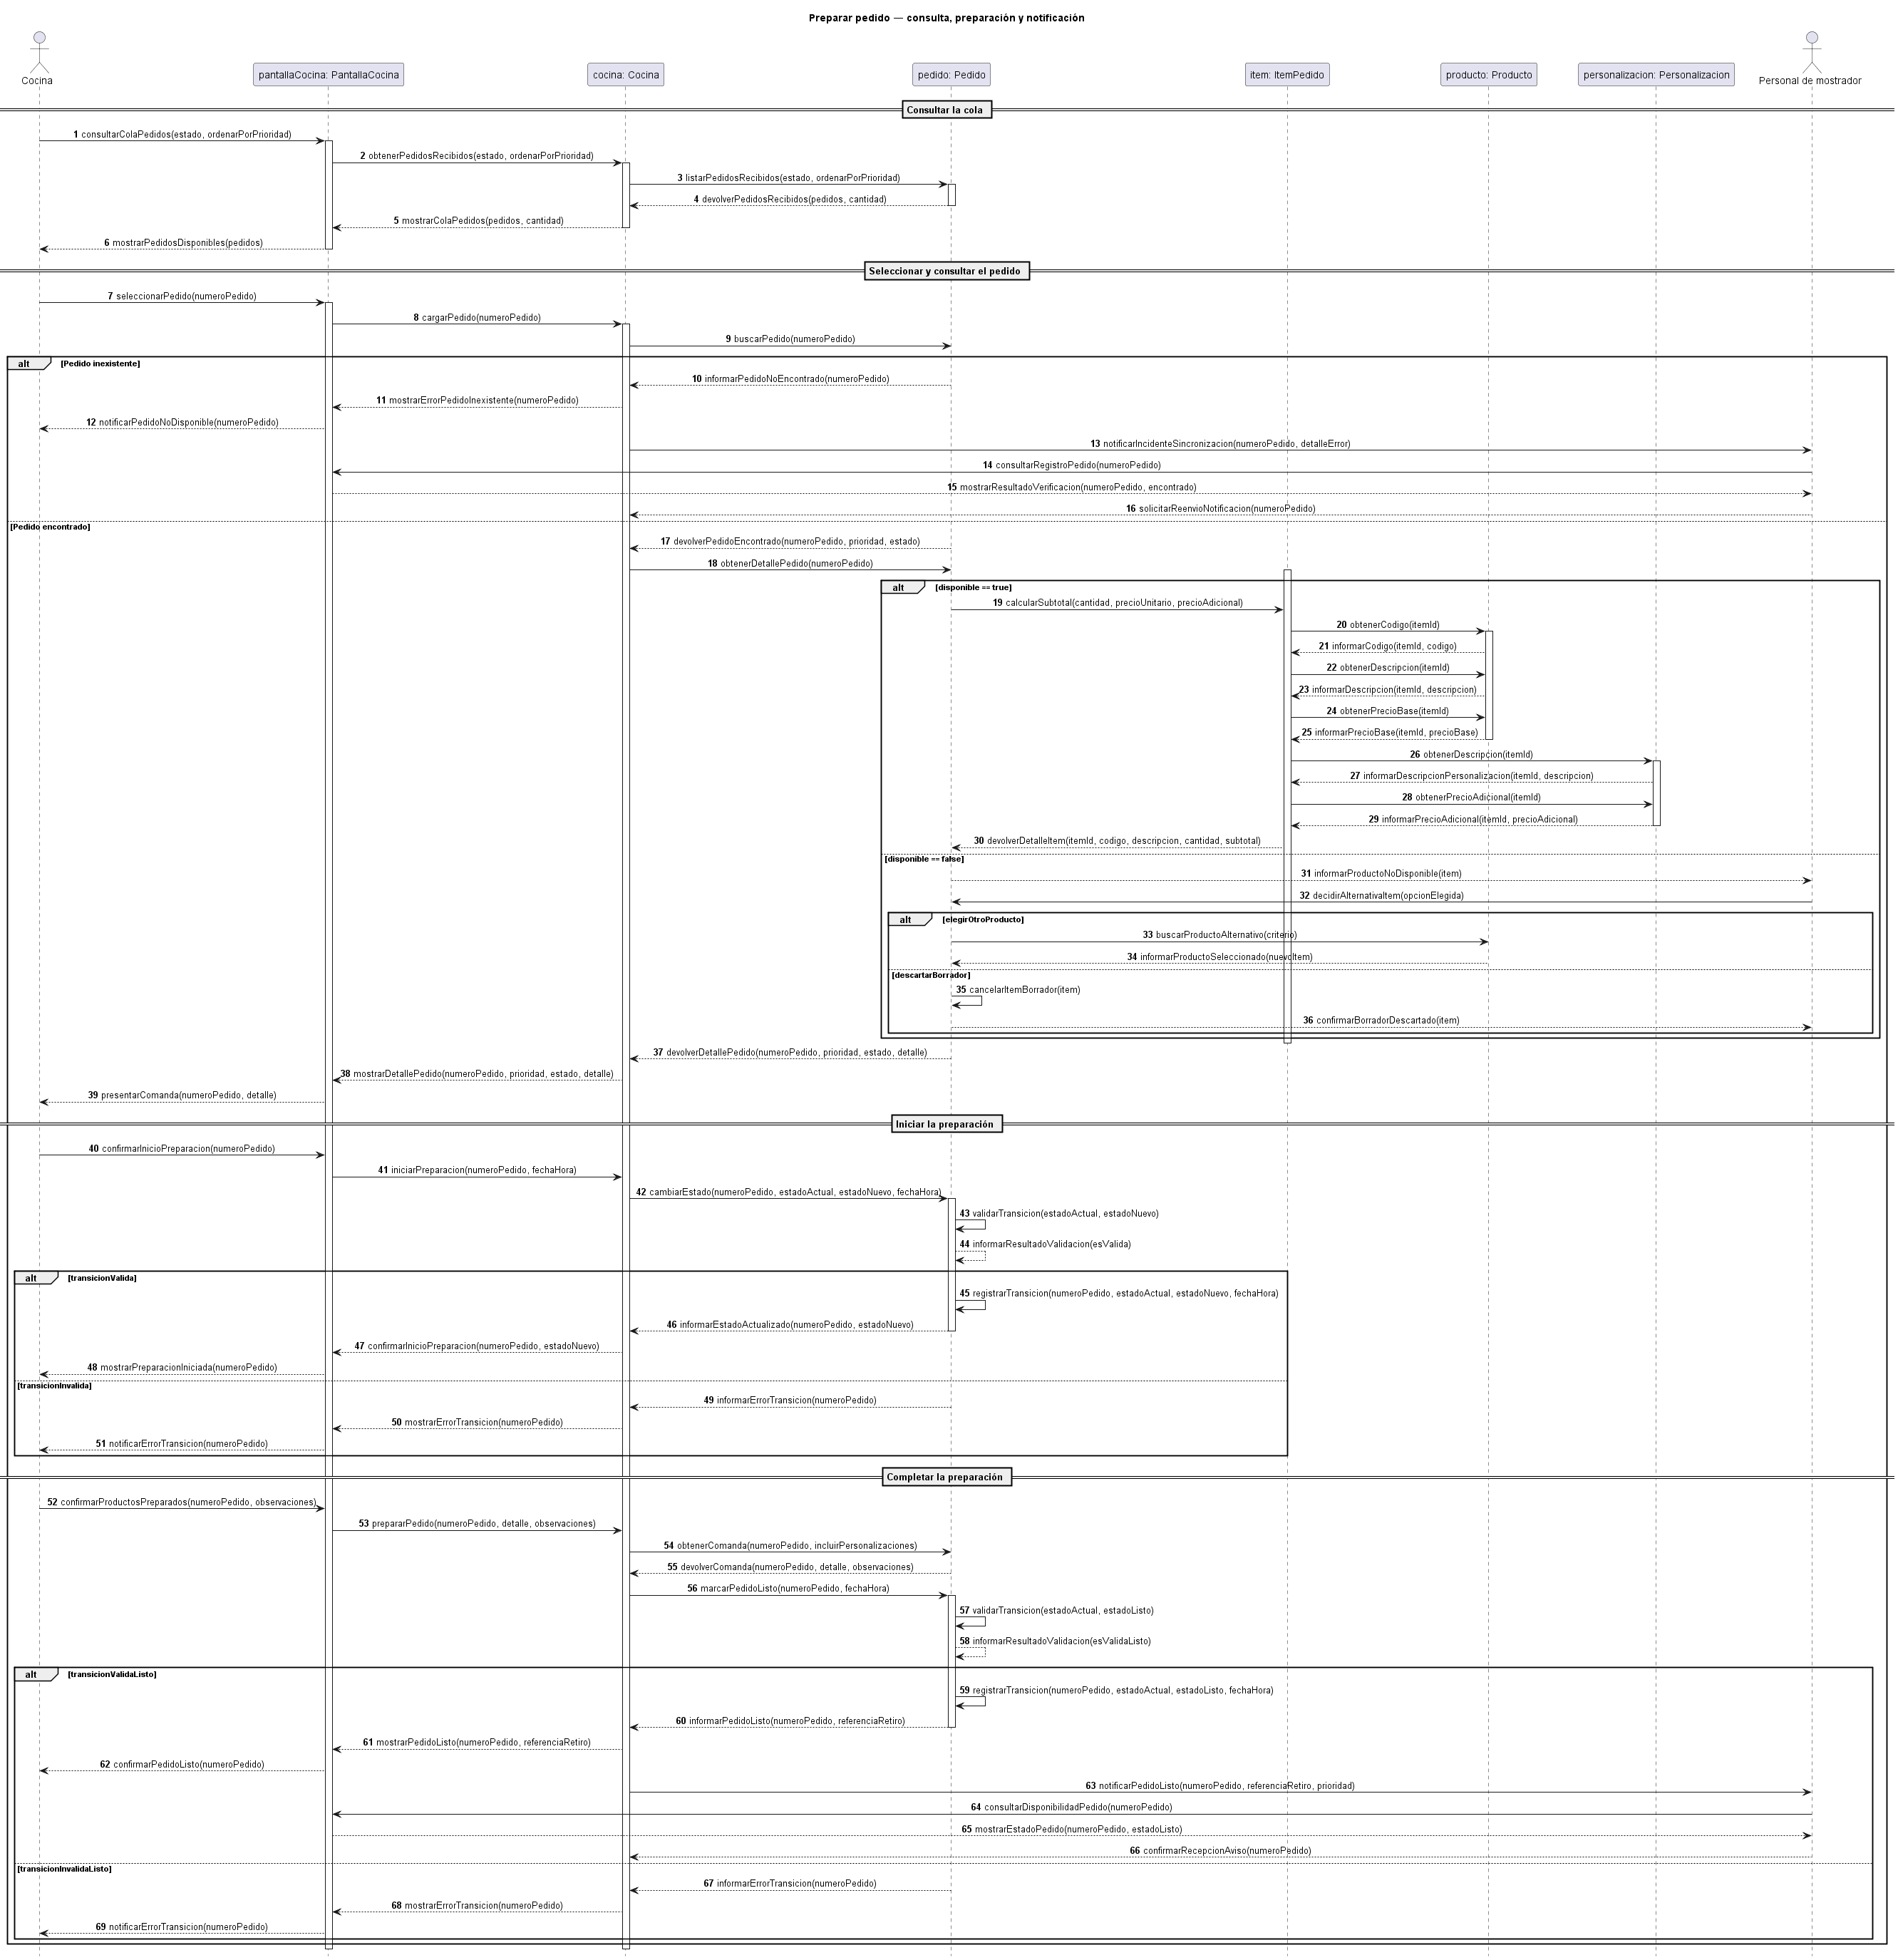 Preparar pedido — consulta, preparación y notificación
Cocina
pantallaCocina: PantallaCocina
cocina: Cocina
pedido: Pedido
item: ItemPedido
producto: Producto
personalizacion: Personalizacion
Personal de mostrador
Consultar la cola
1 consultarColaPedidos(estado, ordenarPorPrioridad)
2 obtenerPedidosRecibidos(estado, ordenarPorPrioridad)
3 listarPedidosRecibidos(estado, ordenarPorPrioridad)
4 devolverPedidosRecibidos(pedidos, cantidad)
5 mostrarColaPedidos(pedidos, cantidad)
6 mostrarPedidosDisponibles(pedidos)
Seleccionar y consultar el pedido
7 seleccionarPedido(numeroPedido)
8 cargarPedido(numeroPedido)
9 buscarPedido(numeroPedido)
alt [Pedido inexistente]
10 informarPedidoNoEncontrado(numeroPedido)
11 mostrarErrorPedidoInexistente(numeroPedido)
12 notificarPedidoNoDisponible(numeroPedido)
13 notificarIncidenteSincronizacion(numeroPedido, detalleError)
14 consultarRegistroPedido(numeroPedido)
15 mostrarResultadoVerificacion(numeroPedido, encontrado)
16 solicitarReenvioNotificacion(numeroPedido)
[Pedido encontrado]
17 devolverPedidoEncontrado(numeroPedido, prioridad, estado)
18 obtenerDetallePedido(numeroPedido)
alt [disponible == true]
19 calcularSubtotal(cantidad, precioUnitario, precioAdicional)
20 obtenerCodigo(itemId)
21 informarCodigo(itemId, codigo)
22 obtenerDescripcion(itemId)
23 informarDescripcion(itemId, descripcion)
24 obtenerPrecioBase(itemId)
25 informarPrecioBase(itemId, precioBase)
26 obtenerDescripcion(itemId)
27 informarDescripcionPersonalizacion(itemId, descripcion)
28 obtenerPrecioAdicional(itemId)
29 informarPrecioAdicional(itemId, precioAdicional)
30 devolverDetalleItem(itemId, codigo, descripcion, cantidad, subtotal)
[disponible == false]
31 informarProductoNoDisponible(item)
32 decidirAlternativaItem(opcionElegida)
alt [elegirOtroProducto]
33 buscarProductoAlternativo(criterio)
34 informarProductoSeleccionado(nuevoItem)
[descartarBorrador]
35 cancelarItemBorrador(item)
36 confirmarBorradorDescartado(item)
37 devolverDetallePedido(numeroPedido, prioridad, estado, detalle)
38 mostrarDetallePedido(numeroPedido, prioridad, estado, detalle)
39 presentarComanda(numeroPedido, detalle)
Iniciar la preparación
40 confirmarInicioPreparacion(numeroPedido)
41 iniciarPreparacion(numeroPedido, fechaHora)
42 cambiarEstado(numeroPedido, estadoActual, estadoNuevo, fechaHora)
43 validarTransicion(estadoActual, estadoNuevo)
44 informarResultadoValidacion(esValida)
alt [transicionValida]
45 registrarTransicion(numeroPedido, estadoActual, estadoNuevo, fechaHora)
46 informarEstadoActualizado(numeroPedido, estadoNuevo)
47 confirmarInicioPreparacion(numeroPedido, estadoNuevo)
48 mostrarPreparacionIniciada(numeroPedido)
[transicionInvalida]
49 informarErrorTransicion(numeroPedido)
50 mostrarErrorTransicion(numeroPedido)
51 notificarErrorTransicion(numeroPedido)
Completar la preparación
52 confirmarProductosPreparados(numeroPedido, observaciones)
53 prepararPedido(numeroPedido, detalle, observaciones)
54 obtenerComanda(numeroPedido, incluirPersonalizaciones)
55 devolverComanda(numeroPedido, detalle, observaciones)
56 marcarPedidoListo(numeroPedido, fechaHora)
57 validarTransicion(estadoActual, estadoListo)
58 informarResultadoValidacion(esValidaListo)
alt [transicionValidaListo]
59 registrarTransicion(numeroPedido, estadoActual, estadoListo, fechaHora)
60 informarPedidoListo(numeroPedido, referenciaRetiro)
61 mostrarPedidoListo(numeroPedido, referenciaRetiro)
62 confirmarPedidoListo(numeroPedido)
63 notificarPedidoListo(numeroPedido, referenciaRetiro, prioridad)
64 consultarDisponibilidadPedido(numeroPedido)
65 mostrarEstadoPedido(numeroPedido, estadoListo)
66 confirmarRecepcionAviso(numeroPedido)
[transicionInvalidaListo]
67 informarErrorTransicion(numeroPedido)
68 mostrarErrorTransicion(numeroPedido)
69 notificarErrorTransicion(numeroPedido)